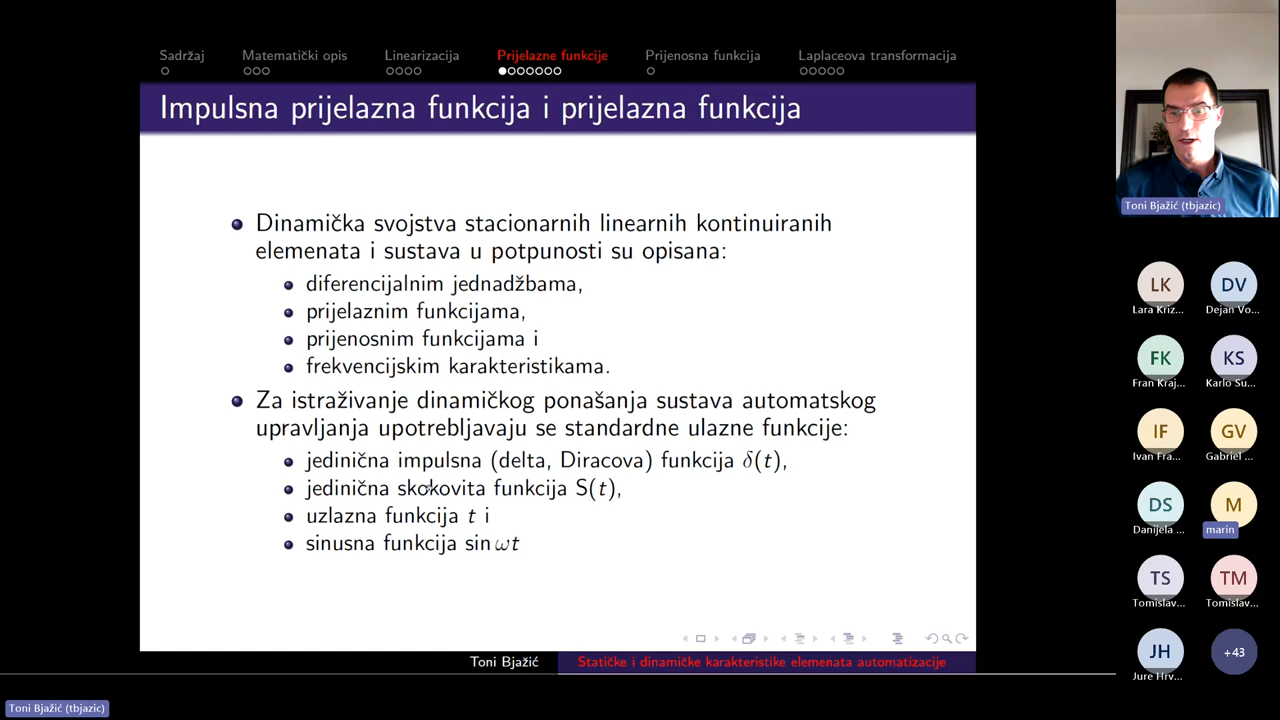 Sadržaj
Matematički opis
Linearizacija
Prijelazne funkcije
Prijenosna funkcija
Laplaceova transformacija
Impulsna prijelazna funkcija i prijelazna funkcija
Dinamička svojstva stacionarnih linearnih kontinuiranih
elemenata i sustava u potpunosti su opisana:
diferencijalnim jednadžbama,
prijelaznim funkcijama,
prijenosnim funkcijama i
frekvencijskim karakteristikama.
Za istraživanje dinamičkog ponašanja sustava automatskog
upravljanja upotrebljavaju se standardne ulazne funkcije:
jedinična impulsna (delta, Diracova) funkcija δ(t),
jedinična skokovita funkcija S(t),
uzlazna funkcija t i
sinusna funkcija sin ωt
Toni Bjažić
Statičke i dinamičke karakteristike elemenata automatizacije
Toni Bjažić (tbjazic)
Toni Bjažić (tbjazic)
LK
Lara Kriz...
DV
Dejan Vo...
FK
Fran Kraj...
KS
Karlo Su...
IF
Ivan Fra...
GV
Gabriel ...
DS
Danijela ...
M
marin
TS
Tomislav...
TM
Tomislav...
JH
Jure Hrv...
+43